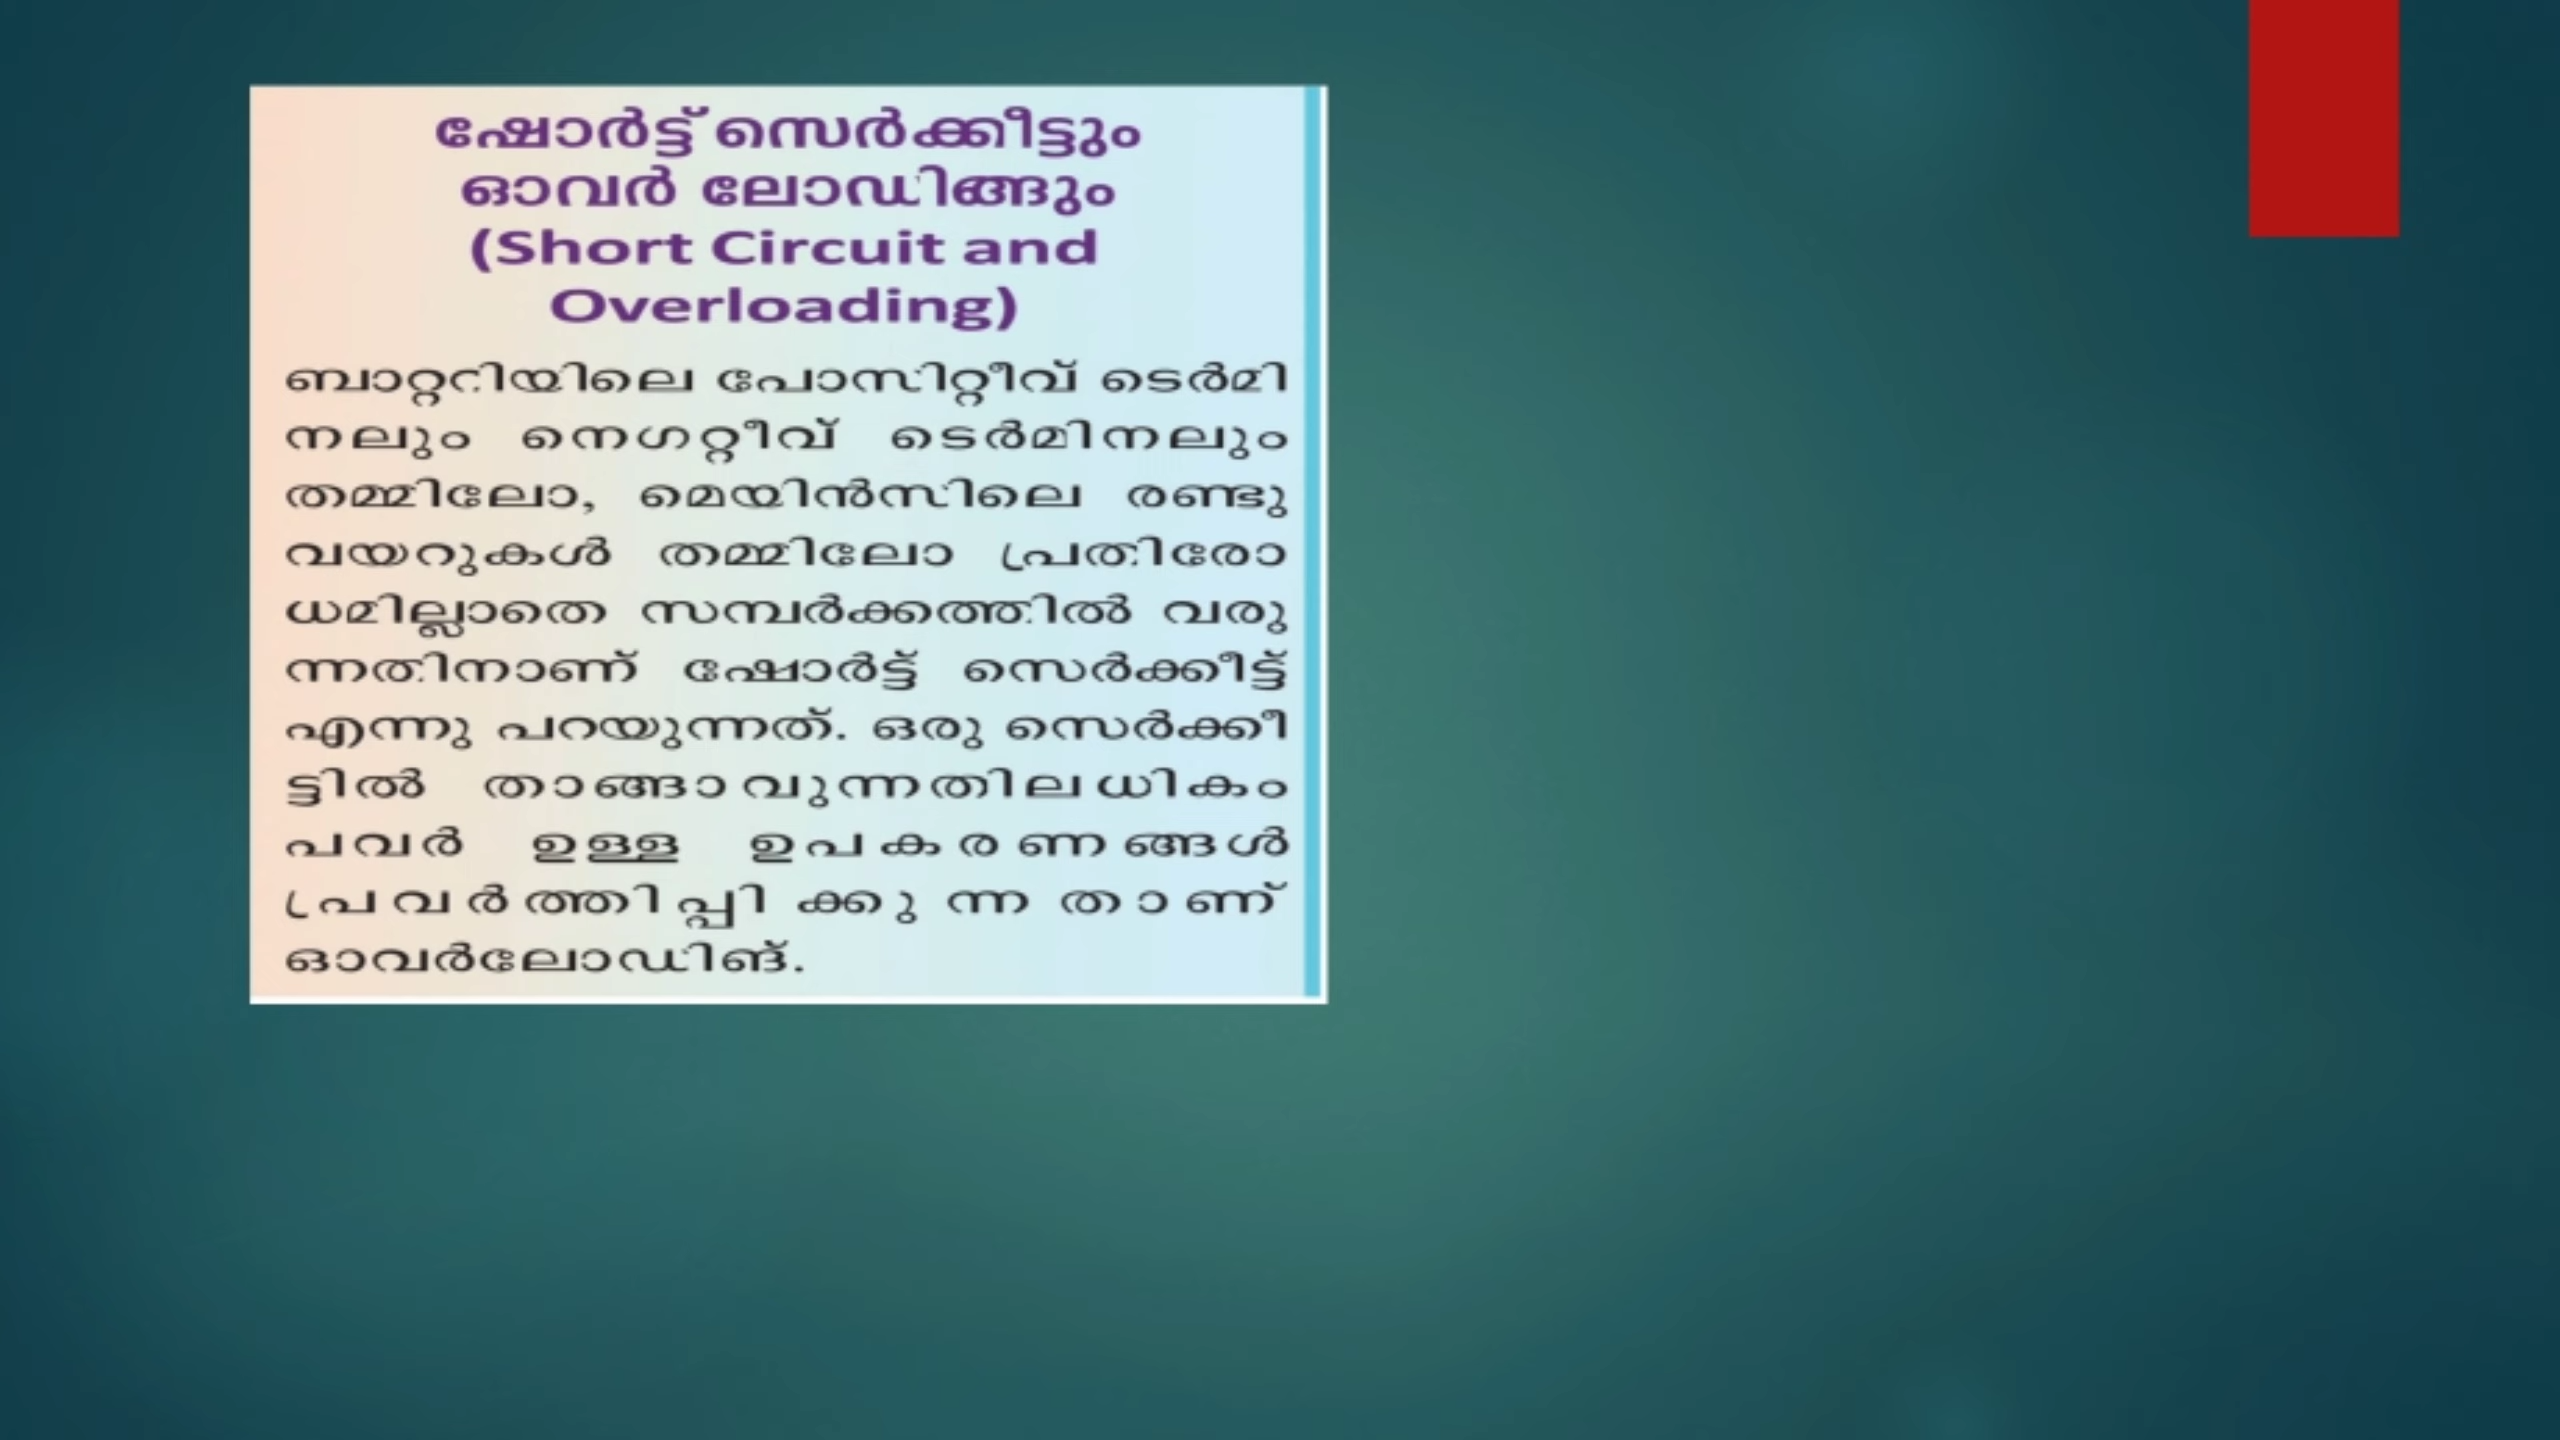 ഷോർട്ട് സെർക്കീട്ടും
ഓവർ ലോഡിങ്ങും
(Short Circuit and
Overloading)
ബാറ്ററിയിലെ പോസിറ്റീവ് ടെർമി
നലും നെഗറ്റീവ് ടെർമിനലും
തമ്മിലോ, മെയിൻസിലെ രണ്ടു
വയറുകൾ തമ്മിലോ പ്രതിരോ
ധമില്ലാതെ സമ്പർക്കത്തിൽ വരു
ന്നതിനാണ് ഷോർട്ട് സെർക്കീട്ട്
എന്നു പറയുന്നത്. ഒരു സെർക്കീ
ട്ടിൽ താങ്ങാവുന്നതിലധികം
പവർ ഉള്ള ഉപകരണങ്ങൾ
പ്രവർത്തിപ്പിക്കുന്നതാണ്
ഓവർലോഡിങ്.